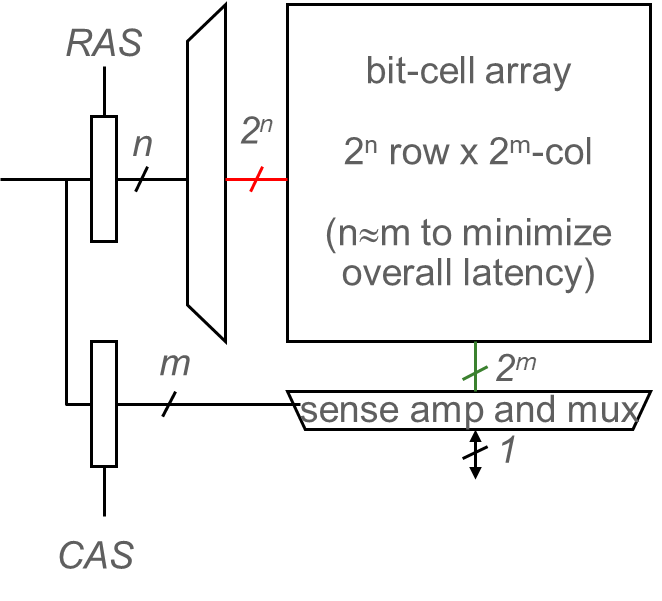 RAS
bit-cell array
n
2ⁿ
2ⁿ row x 2ᵐ-col
(n≈m to minimize
overall latency)
m
2ᵐ
sense amp and mux
1
CAS